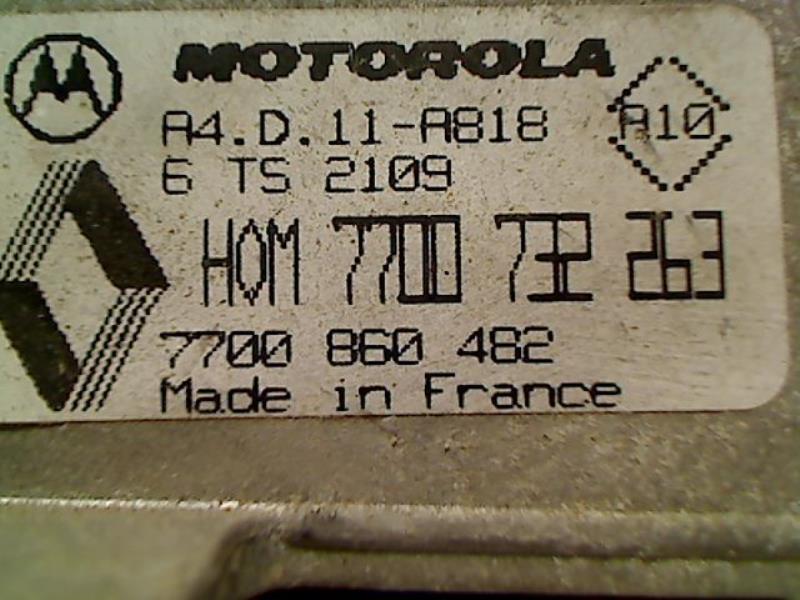 MOTOROLA
A4.D.11-A818
A10
6 TS 2109
HOM 7700 732 263
7700 860 482
Made in France